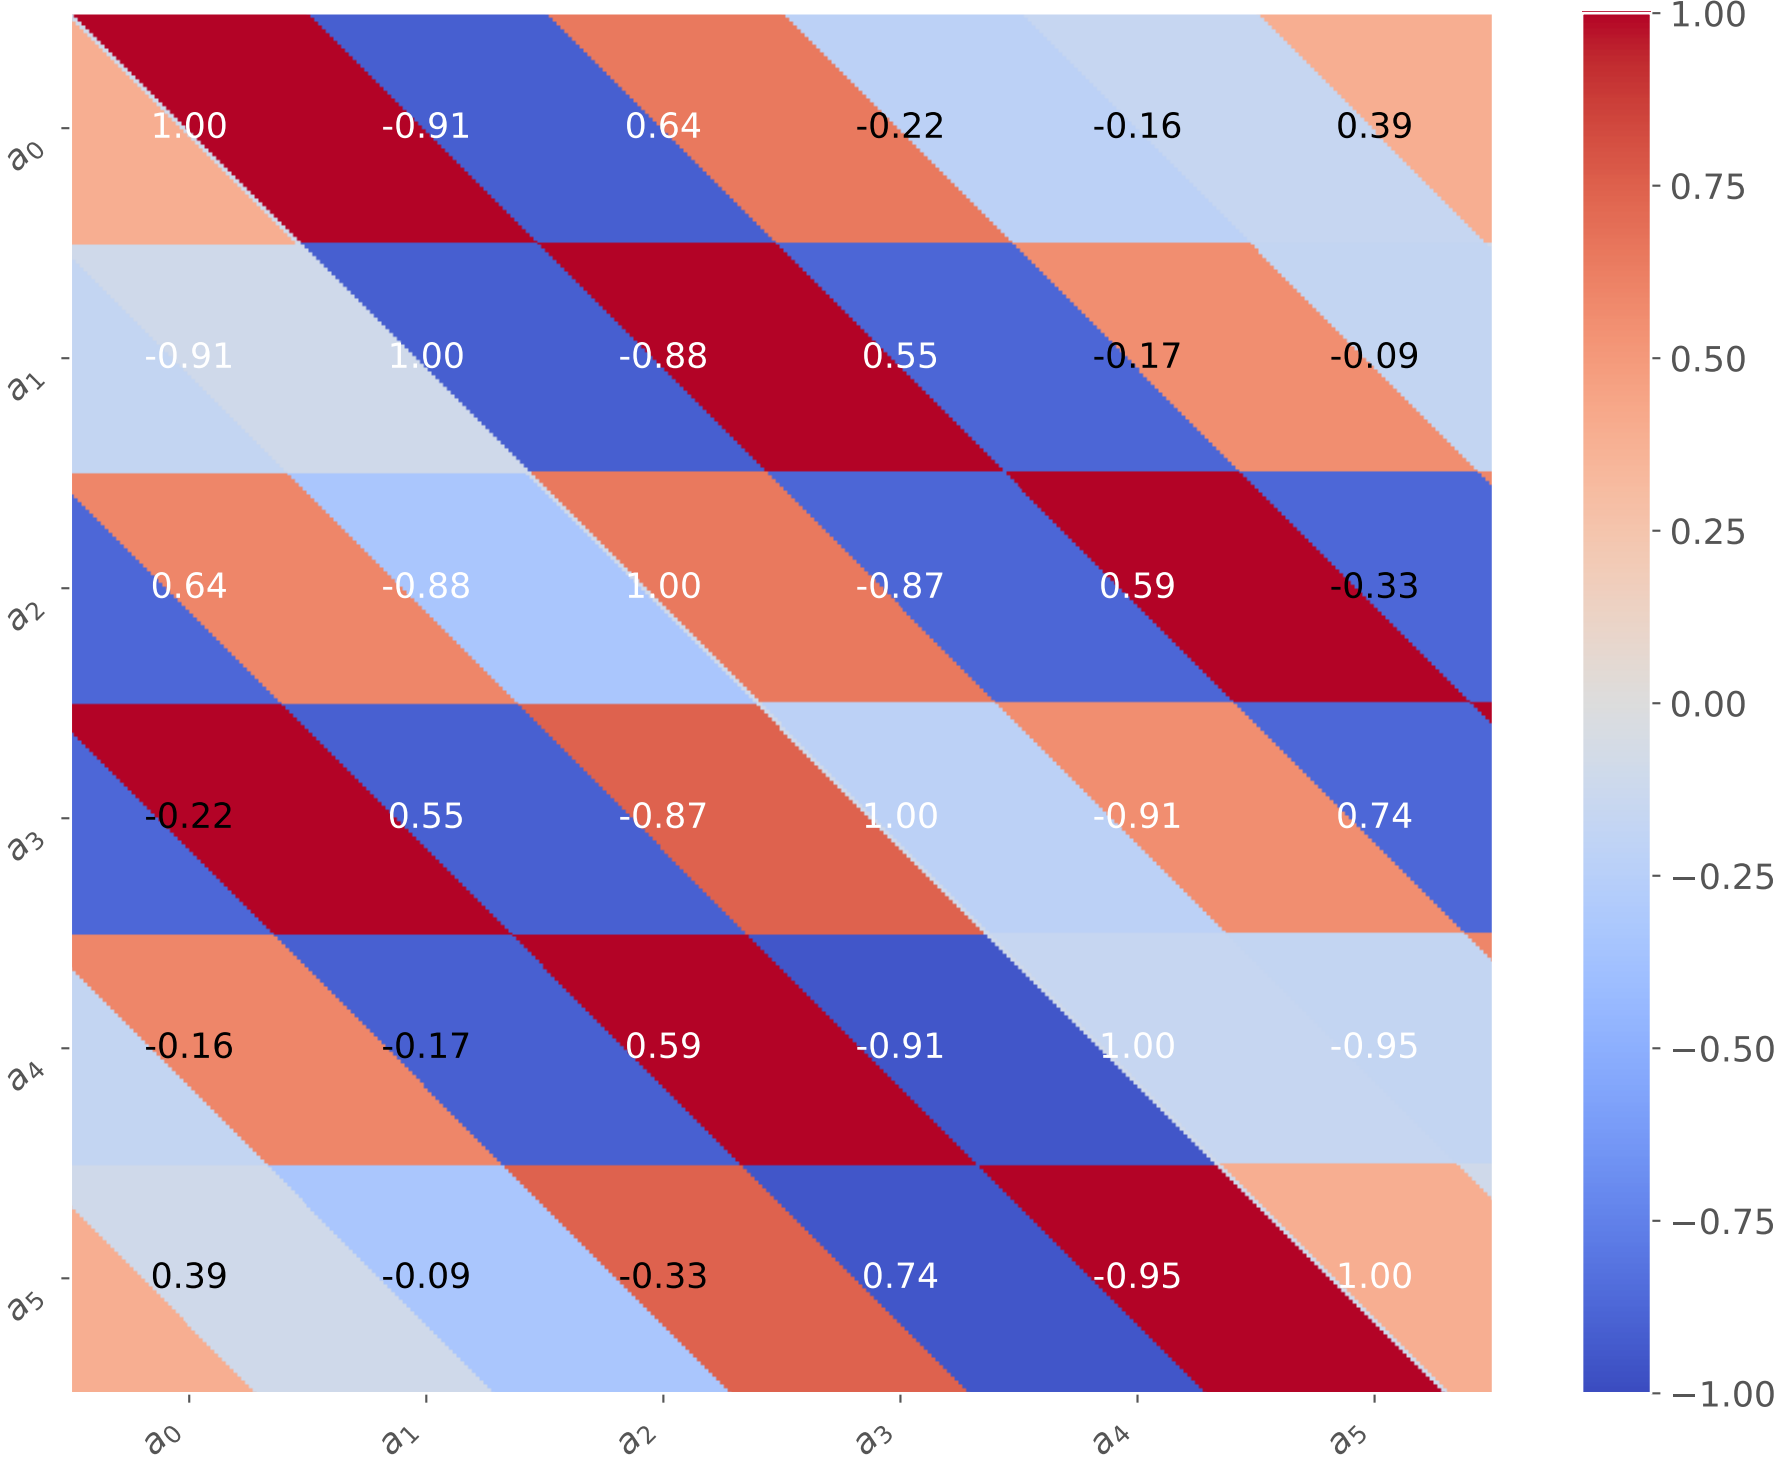 1.00
a0 1.00 -0.91 0.64 -0.22 -0.16 0.39
0.75
a1 -0.91 1.00 -0.88 0.55 -0.17 -0.09
0.50
0.25
a2 0.64 -0.88 1.00 -0.87 0.59 -0.33
0.00
a3 -0.22 0.55 -0.87 1.00 -0.91 0.74
−0.25
a4 -0.16 -0.17 0.59 -0.91 1.00 -0.95
−0.50
−0.75
a5 0.39 -0.09 -0.33 0.74 -0.95 1.00
−1.00
a0 a1 a2 a3 a4 a5